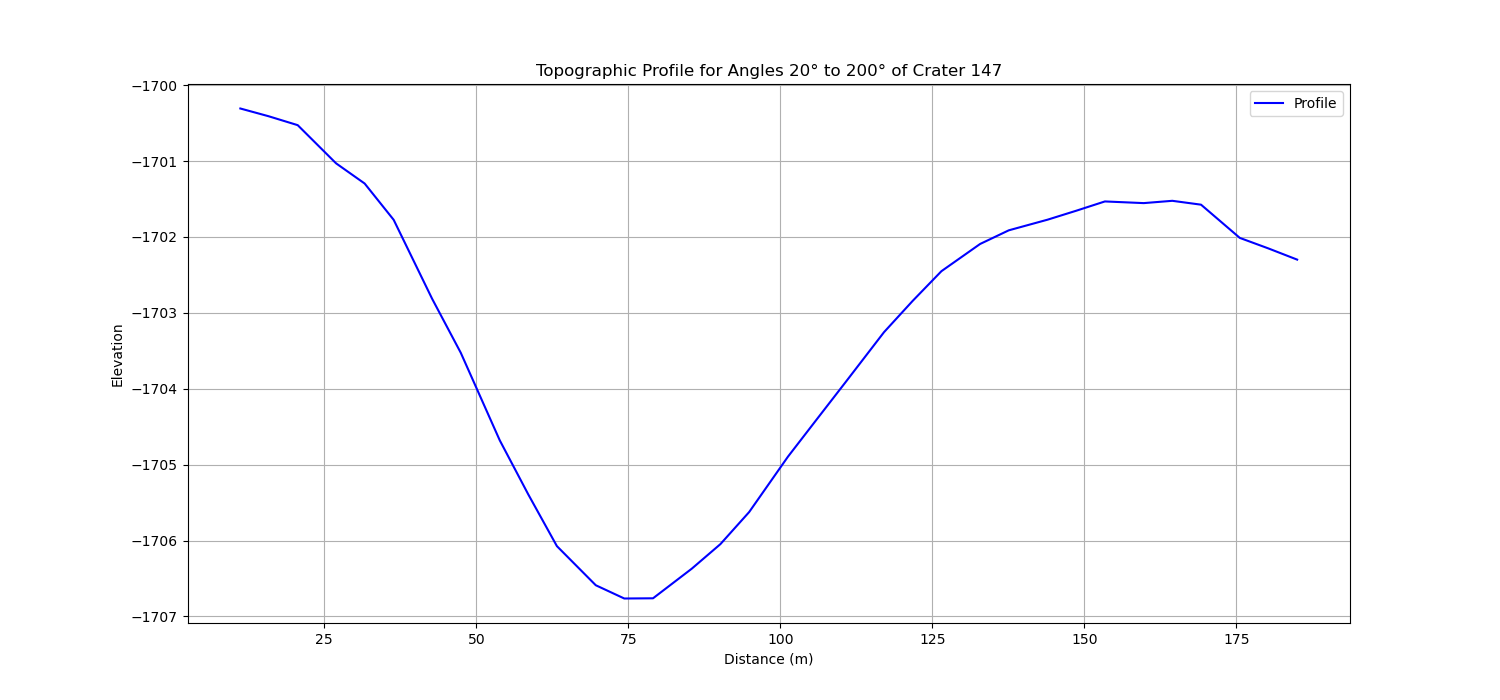 Topographic Profile for Angles 20° to 200° of Crater 147
Profile
Elevation
−1700
−1701
−1702
−1703
−1704
−1705
−1706
−1707
25 50 75 100 125 150 175
Distance (m)